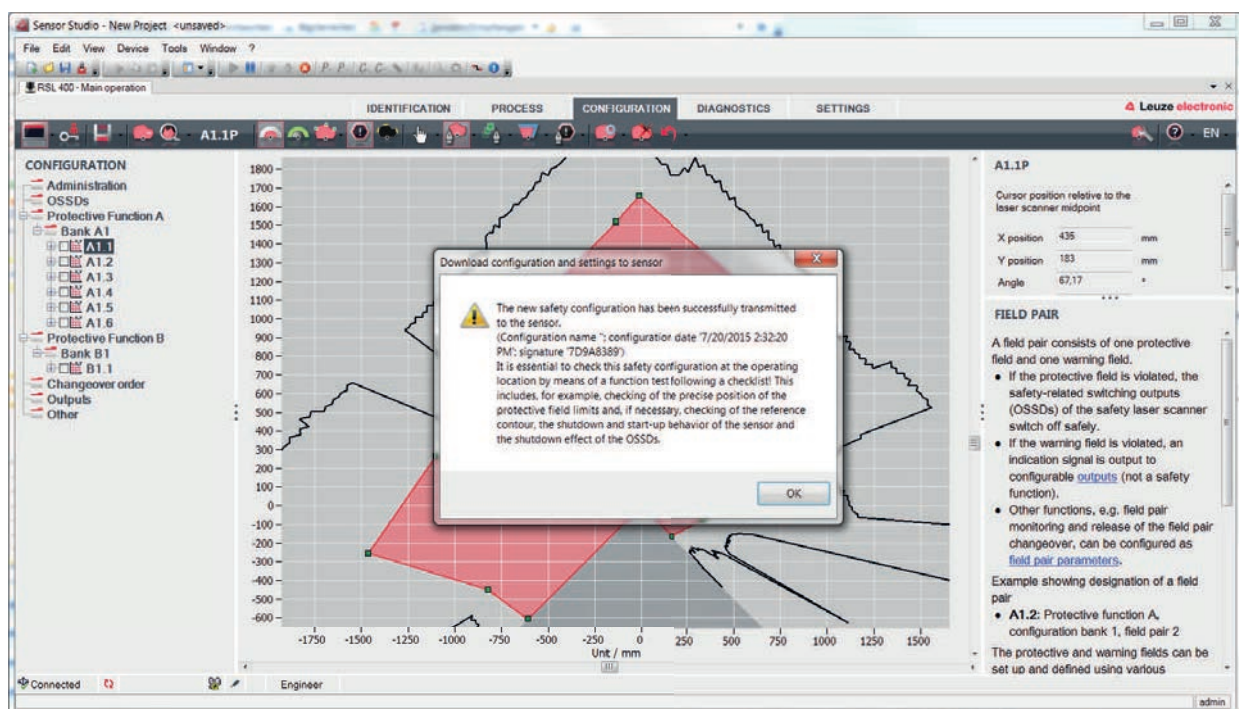 Sensor Studio - New Project <unsaved>
File Edit View Device Tools Window ?
RSL 400 - Main operation
IDENTIFICATION PROCESS CONFIGURATION DIAGNOSTICS SETTINGS
Leuze electronic
A1.1P
EN
CONFIGURATION
Administration
OSSDs
Protective Function A
Bank A1
A1.1
A1.2
A1.3
A1.4
A1.5
A1.6
Protective Function B
Bank B1
B1.1
Changeover order
Outputs
Other
1800
1700
1600
1500
1400
1300
1200
1100
1000
900
800
700
600
500
400
300
200
100
0
-100
-200
-300
-400
-500
-600
-1750 -1500 -1250 -1000 -750 -500 -250 0 250 500 750 1000 1250 1500
Unt / mm
Download configuration and settings to sensor
The new safety configuration has been successfully transmitted
to the sensor.
(Configuration name ''; configuration date '7/20/2015 2:32:20
PM'; signature '7D9A8389')
It is essential to check this safety configuration at the operating
location by means of a function test following a checklist! This
includes, for example, checking of the precise position of the
protective field limits and, if necessary, checking of the reference
contour, the shutdown and start-up behavior of the sensor and
the shutdown effect of the OSSDs.
OK
A1.1P
Cursor position relative to the
laser scanner midpoint
X position 435 mm
Y position 183 mm
Angle 67,17 °
FIELD PAIR
A field pair consists of one protective
field and one warning field.
• If the protective field is violated, the
safety-related switching outputs
(OSSDs) of the safety laser scanner
switch off safely.
• If the warning field is violated, an
indication signal is output to
configurable outputs (not a safety
function).
• Other functions, e.g. field pair
monitoring and release of the field pair
changeover, can be configured as
field pair parameters.
Example showing designation of a field
pair
• A1.2: Protective function A,
configuration bank 1, field pair 2
The protective and warning fields can be
set up and defined using various
Connected
Engineer
admin